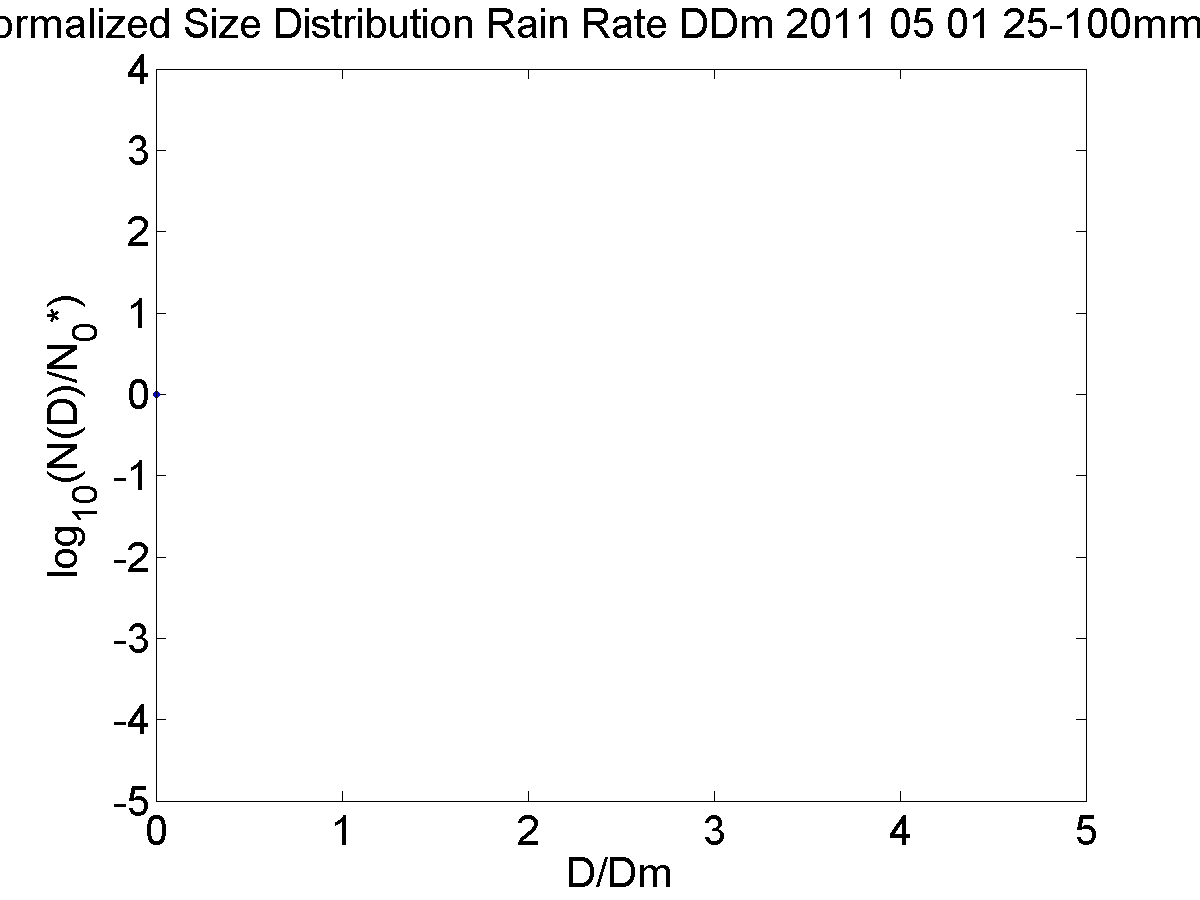 ormalized Size Distribution Rain Rate DDm 2011 05 01 25-100mm
4
3
2
1
0
-1
-2
-3
-4
-5
log10(N(D)/N0*)
0 1 2 3 4 5
D/Dm